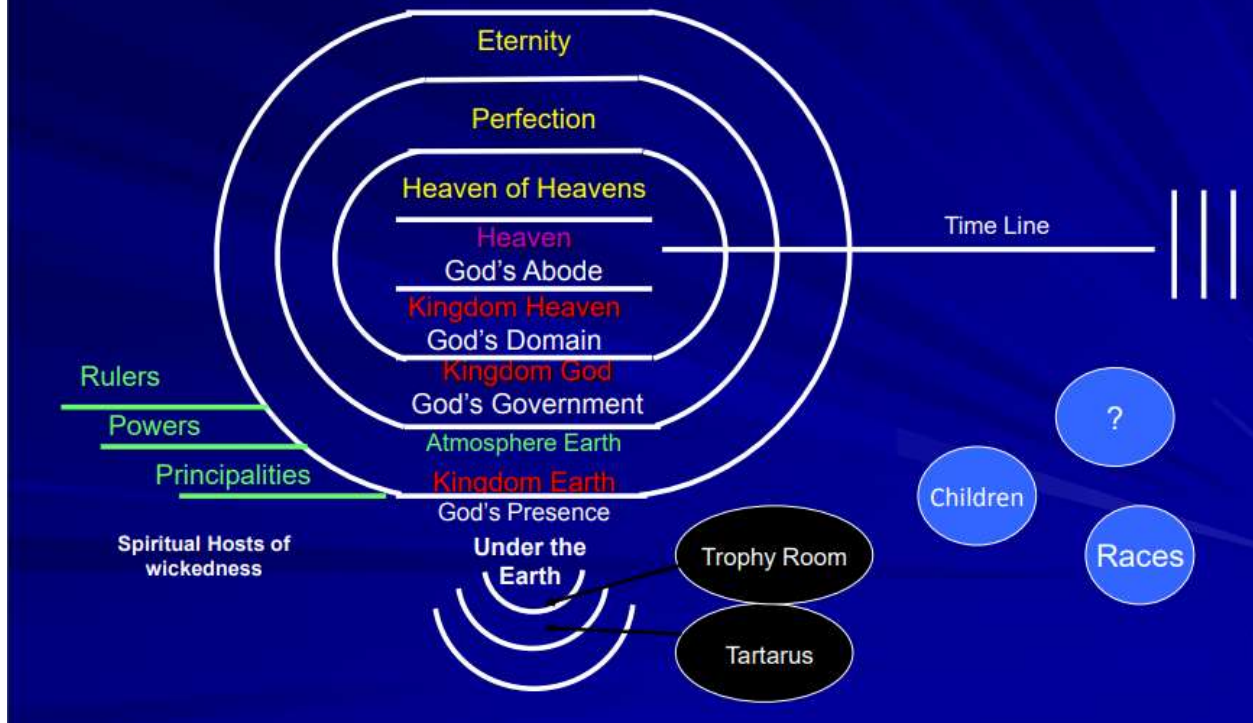 Eternity
Perfection
Heaven of Heavens
Heaven
God's Abode
Time Line
Kingdom Heaven
God's Domain
Kingdom God
God's Government
Atmosphere Earth
Kingdom Earth
God's Presence
Rulers
Powers
Principalities
Spiritual Hosts of
wickedness
Under the
Earth
Trophy Room
Tartarus
?
Children
Races